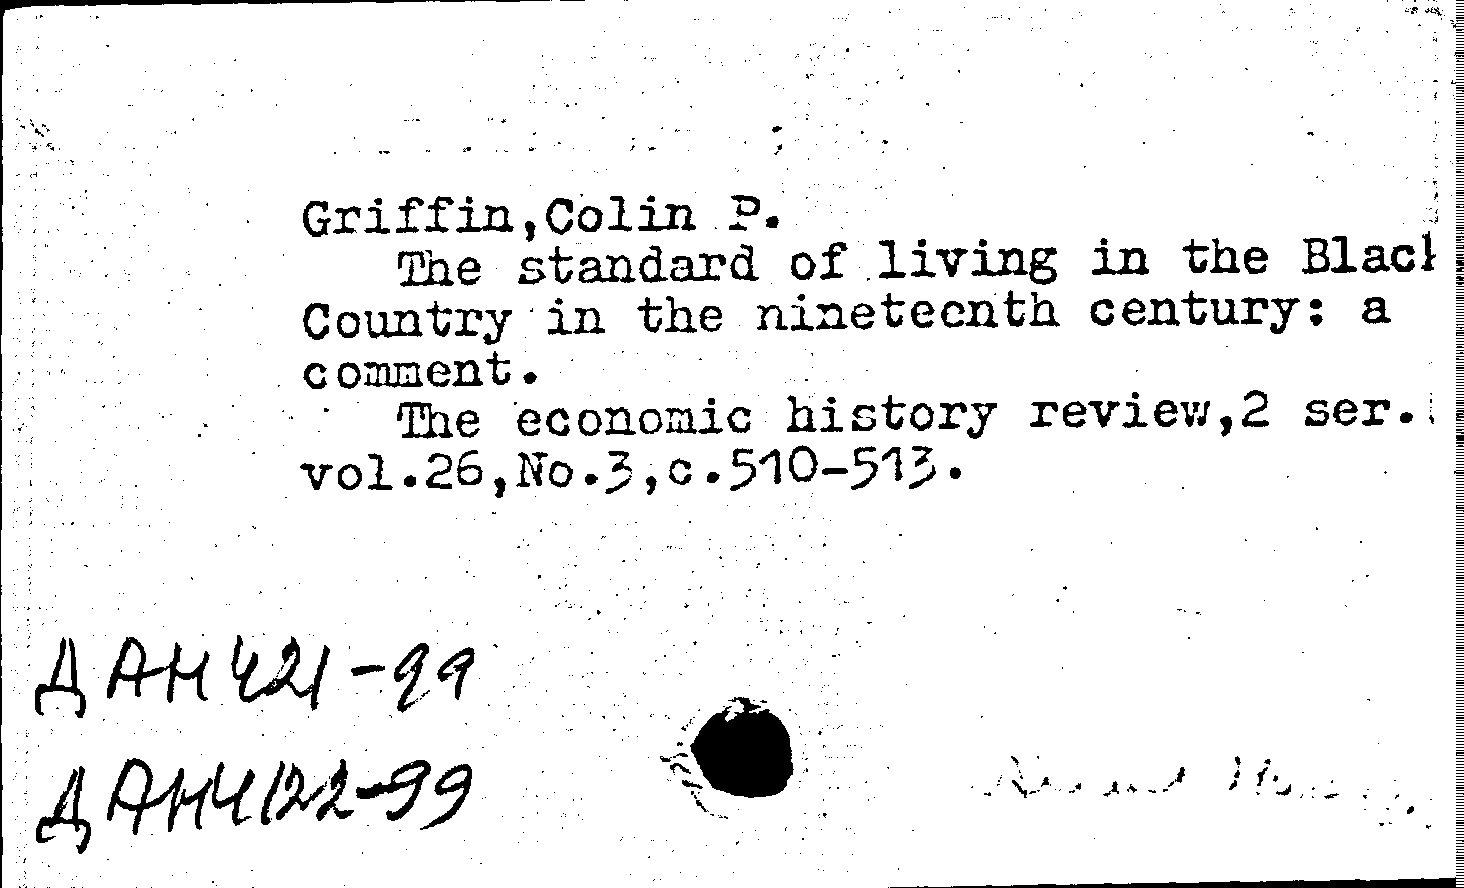 Griffin,Colin P.
The standard of living in the Black
Country in the nineteenth century: a
comment.
The economic history review,2 ser.
vol.26,No.3,c.510-513.
ДАН421-99
ДАН4122-99